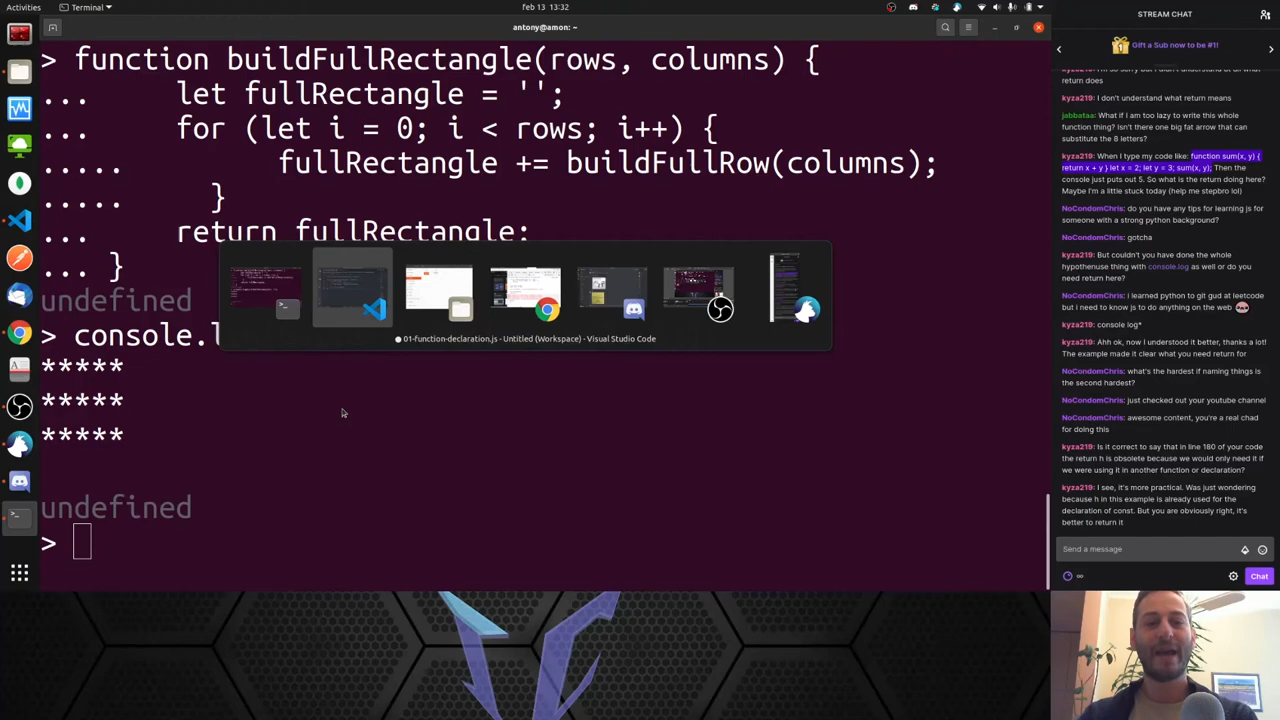 Activities
Terminal
feb 13 13:32
antony@amon: ~
> function buildFullRectangle(rows, columns) {
... let fullRectangle = '';
... for (let i = 0; i < rows; i++) {
..... fullRectangle += buildFullRow(columns);
..... }
... return fullRectangle;
... }
undefined
> console.l
*****
*****
*****
undefined
>
01-function-declaration.js - Untitled (Workspace) - Visual Studio Code
STREAM CHAT
Gift a Sub now to be #1!
return does
kyza219: I don't understand what return means
jabbataa: What if I am too lazy to write this whole
function thing? Isn't there one big fat arrow that can
substitute the 8 letters?
kyza219: When I type my code like: function sum(x, y) {
return x + y } let x = 2; let y = 3; sum(x, y); Then the
console just puts out 5. So what is the return doing here?
Maybe I'm a little stuck today (help me stepbro lol)
NoCondomChris: do you have any tips for learning js for
someone with a strong python background?
NoCondomChris: gotcha
kyza219: But couldn't you have done the whole
hypothenuse thing with console.log as well or do you
need return here?
NoCondomChris: i learned python to git gud at leetcode
but i need to know js to do anything on the web
kyza219: console log*
kyza219: Ahh ok, now I understood it better, thanks a lot!
The example made it clear what you need return for
NoCondomChris: what's the hardest if naming things is
the second hardest?
NoCondomChris: just checked out your youtube channel
NoCondomChris: awesome content, you're a real chad
for doing this
kyza219: Is it correct to say that in line 180 of your code
the return h is obsolete because we would only need it if
we were using it in another function or declaration?
kyza219: I see, it's more practical. Was just wondering
because h in this example is already used for the
declaration of const. But you are obviously right, it's
better to return it
Send a message
Chat